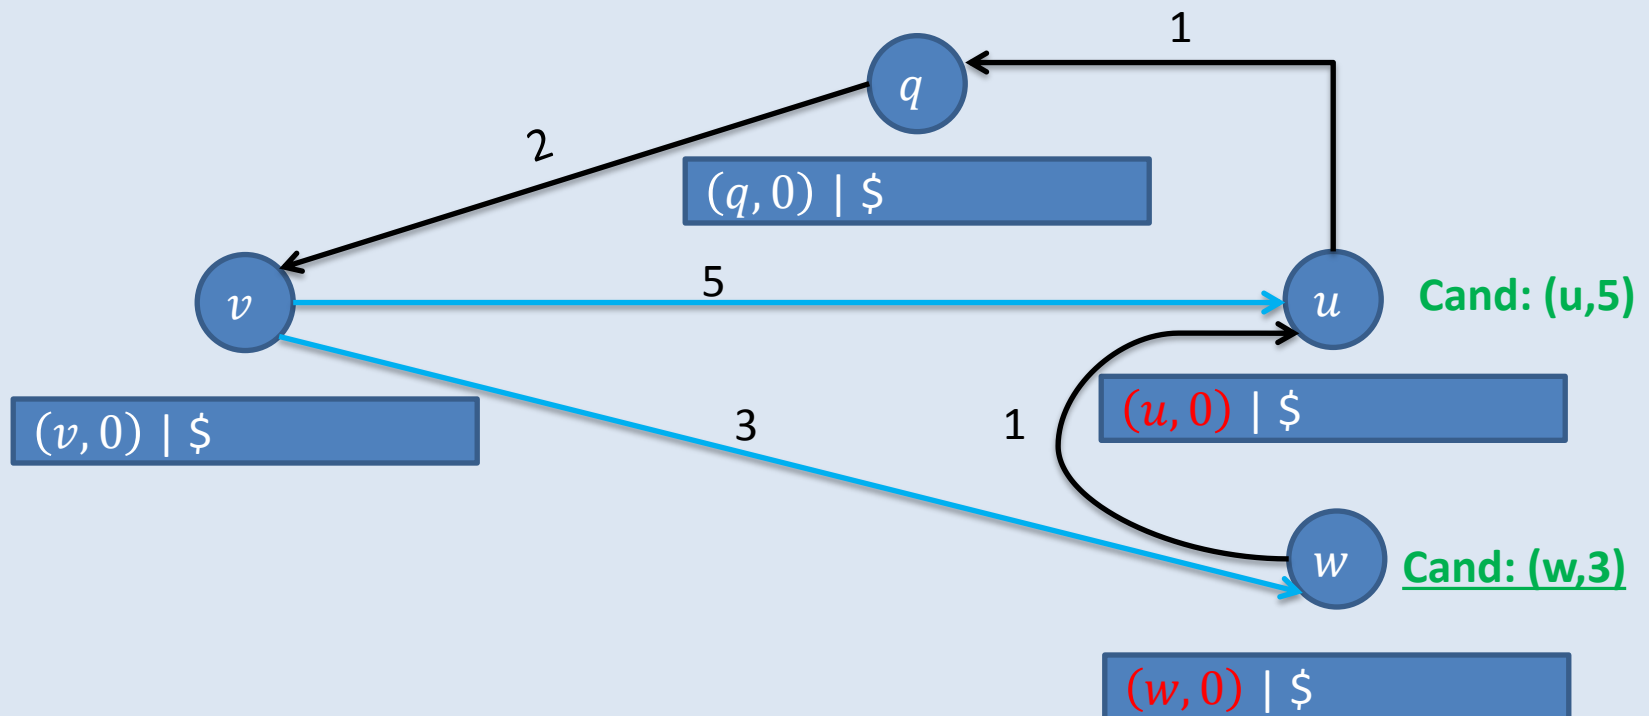 1
q
2
(q, 0) | $
5
v
u
Cand: (u,5)
(v, 0) | $
3
1
(u, 0) | $
w
Cand: (w,3)
(w, 0) | $